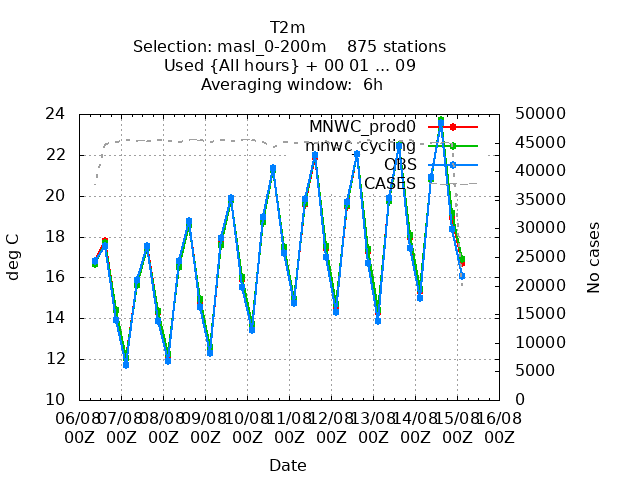 T2m
Selection: masl_0-200m 875 stations
Used {All hours} + 00 01 ... 09
Averaging window: 6h
24
22
20
18
16
14
12
10
50000
45000
40000
35000
30000
25000
20000
15000
10000
5000
0
MNWC_prod0
mnwc_cycling
OBS
CASES
deg C
No cases
06/08 07/08 08/08 09/08 10/08 11/08 12/08 13/08 14/08 15/08 16/08
00Z 00Z 00Z 00Z 00Z 00Z 00Z 00Z 00Z 00Z 00Z
Date